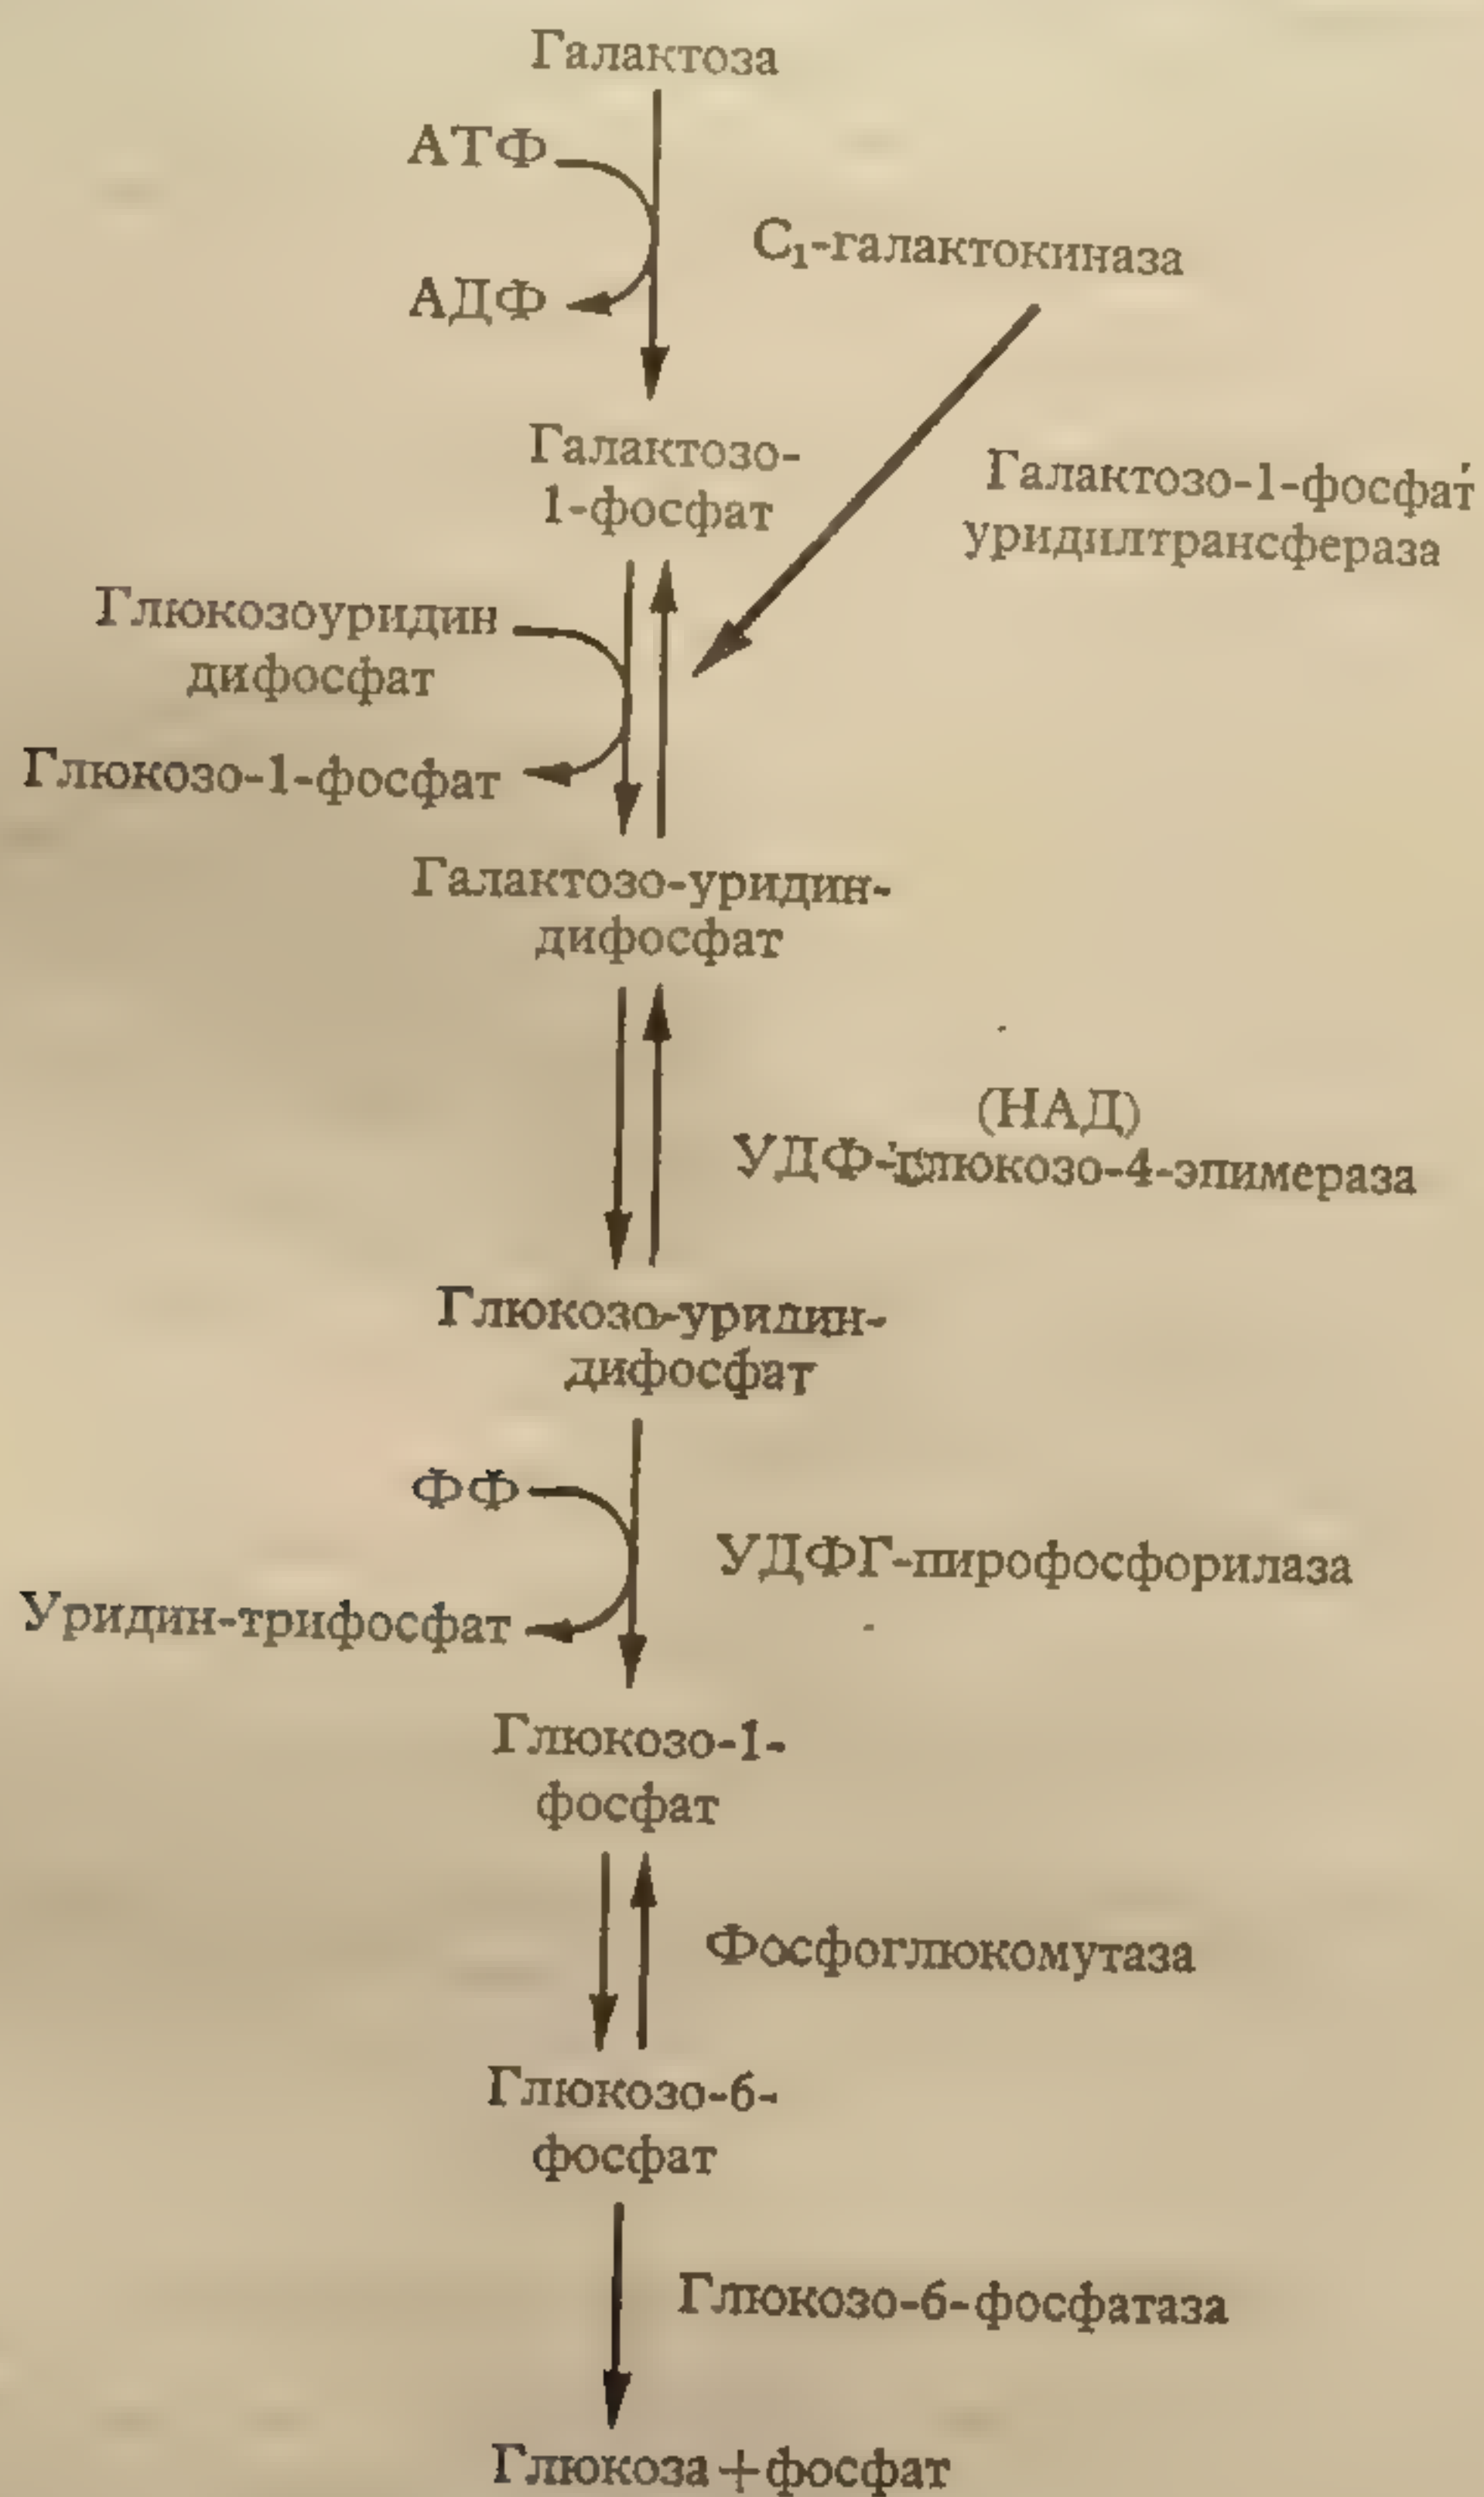 Галактоза
АТФ
С₁-галактокиназа
АДФ
Галактозо-
1-фосфат
Галактозо-1-фосфат
уридилтрансфераза
Глюкозоуридин
дифосфат
Глюкозо-1-фосфат
Галактозо-уридин-
дифосфат
(НАД)
УДФ-глюкозо-4-эпимераза
Глюкозо-уридин-
дифосфат
ФФ
УДФГ-пирофосфорилаза
Уридин-трифосфат
Глюкозо-1-
фосфат
Фосфоглюкомутаза
Глюкозо-6-
фосфат
Глюкозо-6-фосфатаза
Глюкоза+фосфат